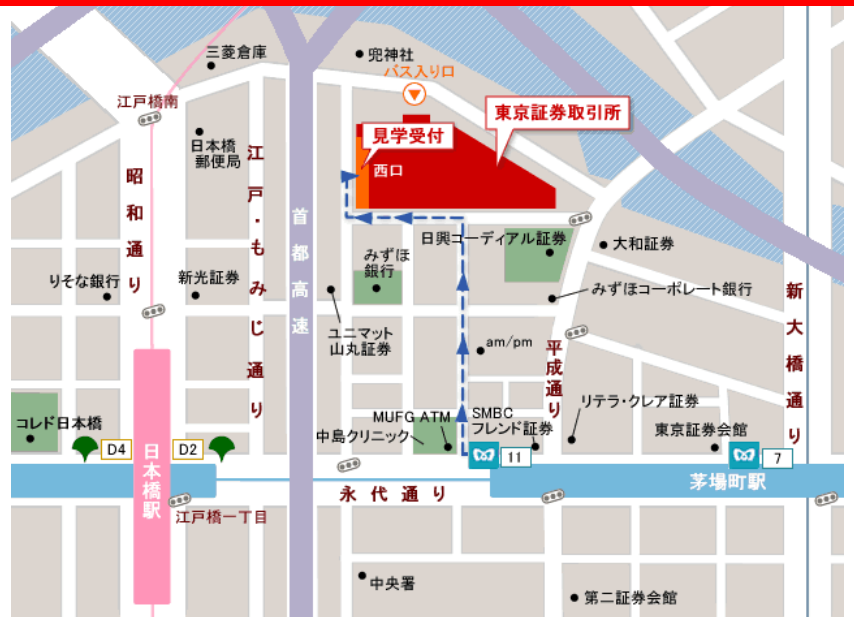 三菱倉庫
兜神社
バス入り口
江戸橋南
東京証券取引所
見学受付
日本橋
郵便局
西口
昭和通り
江戸・もみじ通り
首都高速
日興コーディアル証券
大和証券
みずほ
銀行
りそな銀行
新光証券
みずほコーポレート銀行
新大橋通り
ユニマット
山丸証券
am/pm
平成通り
リテラ・クレア証券
コレド日本橋
MUFG ATM
SMBC
フレンド証券
中島クリニック
東京証券会館
D4
D2
11
7
日本橋駅
茅場町駅
永代通り
江戸橋一丁目
中央署
第二証券会館